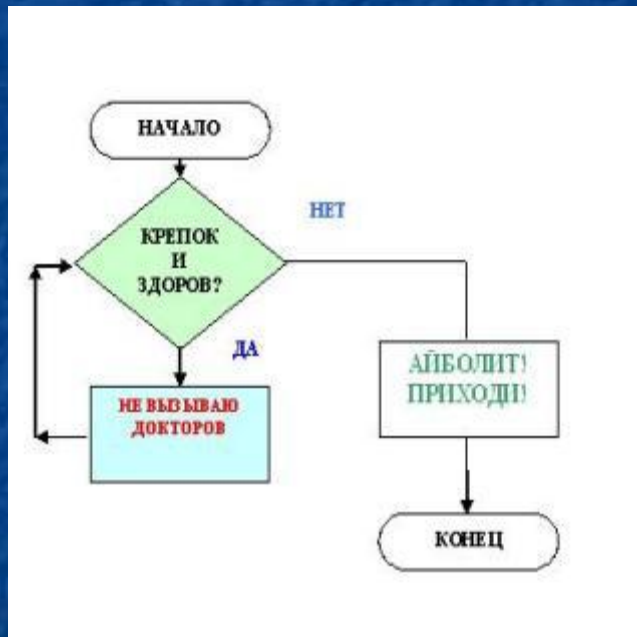 НАЧАЛО
НЕТ
КРЕПОК
И
ЗДОРОВ?
ДА
АЙБОЛИТ!
ПРИХОДИ!
НЕ ВЫЗЫВАЮ
ДОКТОРОВ
КОНЕЦ